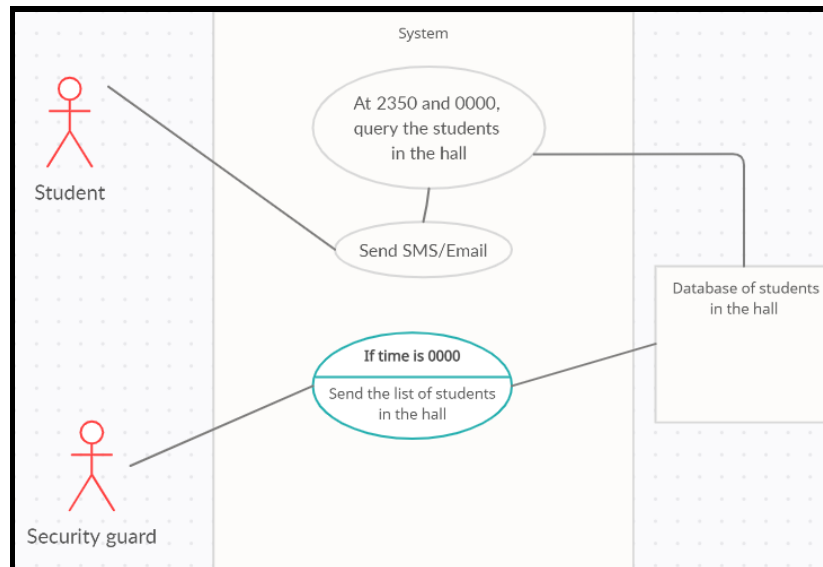 System
At 2350 and 0000,
query the students
in the hall
Student
Send SMS/Email
Database of students
in the hall
If time is 0000
Send the list of students
in the hall
Security guard